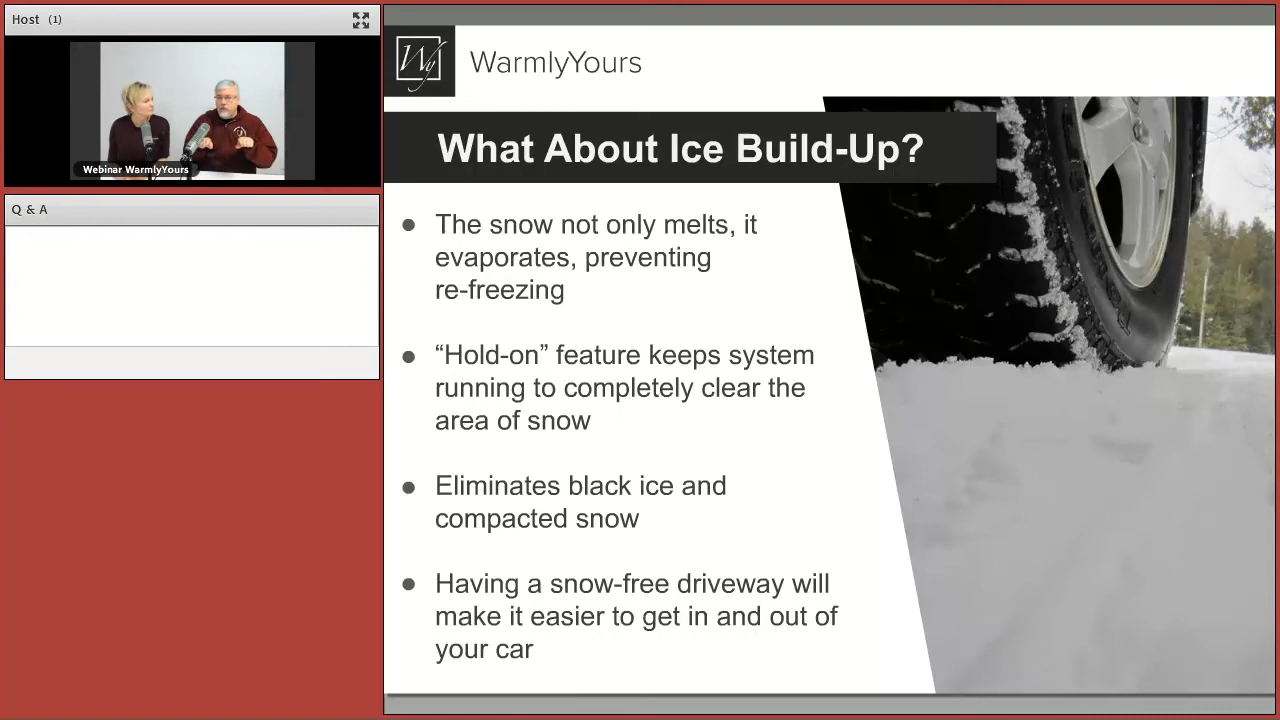 Host (1)
Webinar WarmlyYours
Q & A
Wy
WarmlyYours
What About Ice Build-Up?
● The snow not only melts, it
evaporates, preventing
re-freezing
● “Hold-on” feature keeps system
running to completely clear the
area of snow
● Eliminates black ice and
compacted snow
● Having a snow-free driveway will
make it easier to get in and out of
your car